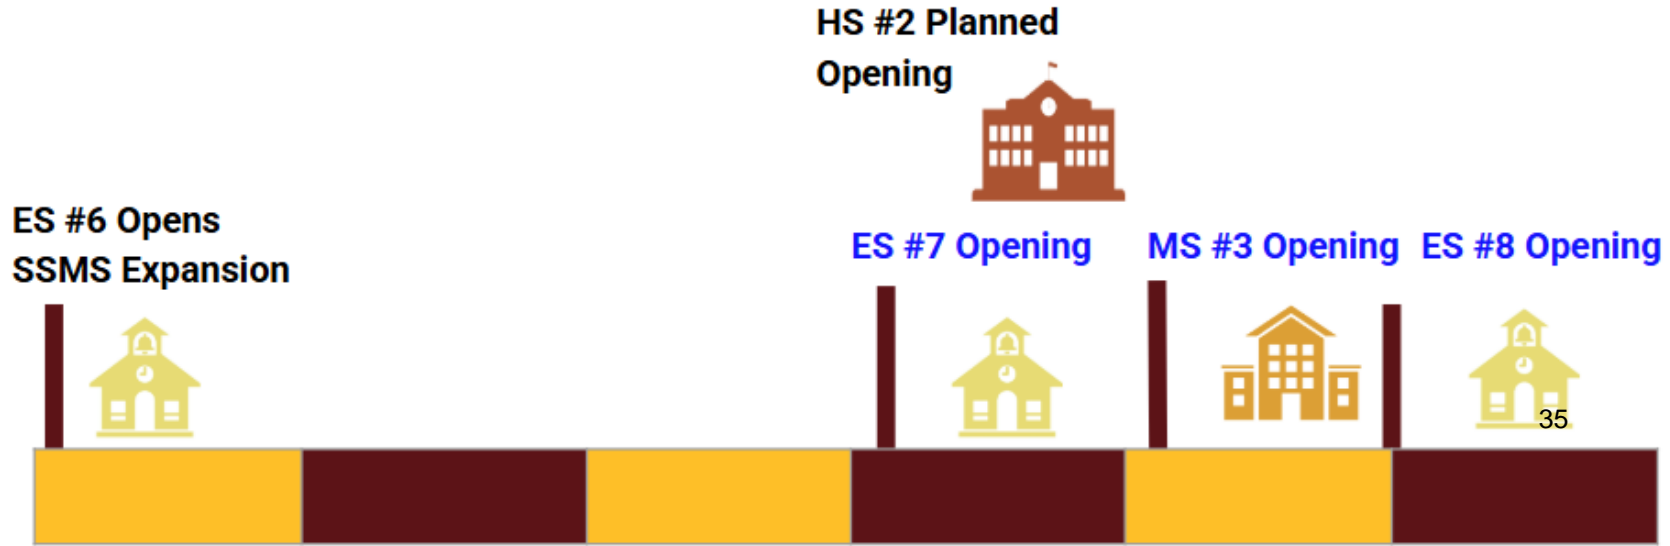 HS #2 Planned
Opening
ES #6 Opens
SSMS Expansion
ES #7 Opening
MS #3 Opening
ES #8 Opening
35